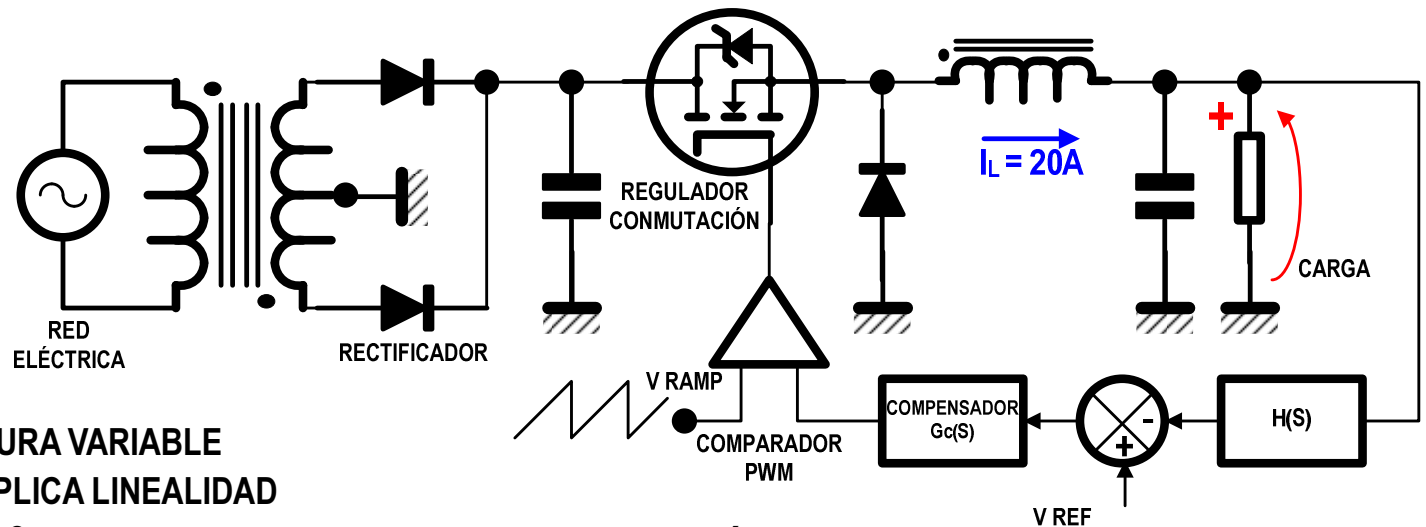 +
I_L = 20A
REGULADOR
CONMUTACIÓN
CARGA
RED
ELÉCTRICA
RECTIFICADOR
V RAMP
COMPARADOR
PWM
COMPENSADOR
Gc(S)
-
+
H(S)
V REF
URA VARIABLE
PLICA LINEALIDAD